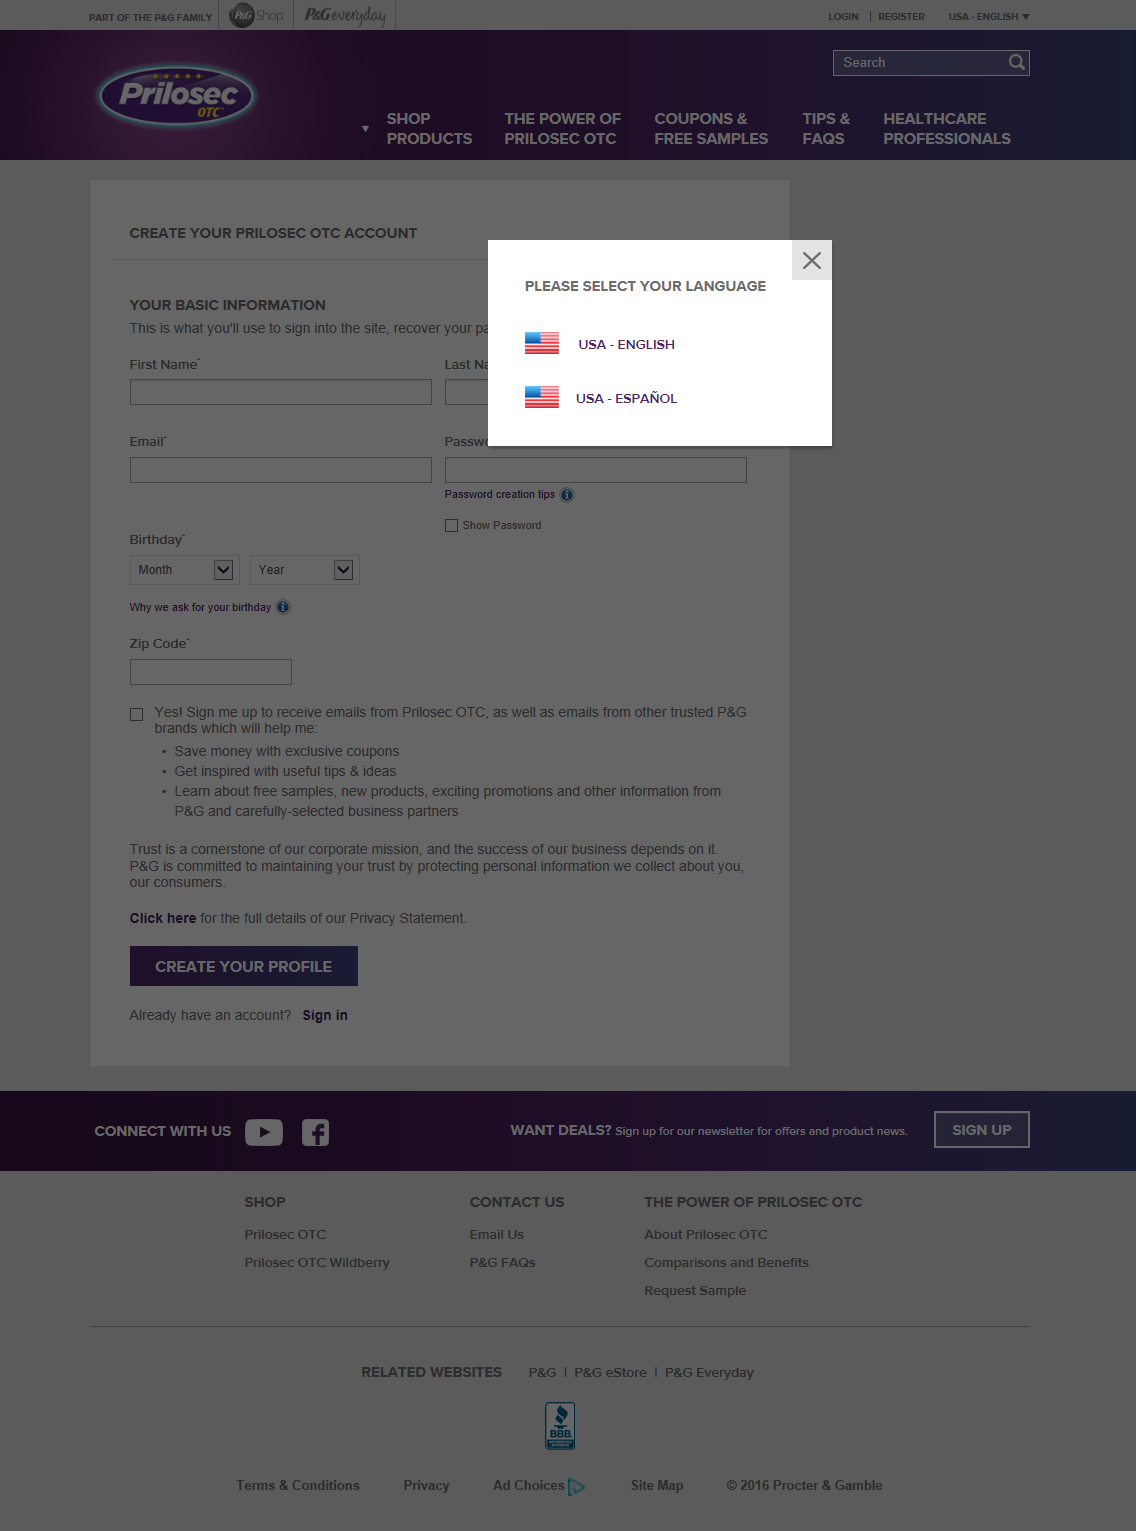 PART OF THE P&G FAMILY
P&G Shop
P&G everyday
LOGIN | REGISTER
USA - ENGLISH
Prilosec
OTC
Search
SHOP
PRODUCTS
THE POWER OF
PRILOSEC OTC
COUPONS &
FREE SAMPLES
TIPS &
FAQS
HEALTHCARE
PROFESSIONALS
CREATE YOUR PRILOSEC OTC ACCOUNT
PLEASE SELECT YOUR LANGUAGE
USA - ENGLISH
USA - ESPAÑOL
YOUR BASIC INFORMATION
This is what you'll use to sign into the site, recover your pa
First Name*
Last Na
Email*
Passwo
Password creation tips
Show Password
Birthday*
Month
Year
Why we ask for your birthday
Zip Code*
Yes! Sign me up to receive emails from Prilosec OTC, as well as emails from other trusted P&G
brands which will help me:
• Save money with exclusive coupons
• Get inspired with useful tips & ideas
• Learn about free samples, new products, exciting promotions and other information from
P&G and carefully-selected business partners
Trust is a cornerstone of our corporate mission, and the success of our business depends on it.
P&G is committed to maintaining your trust by protecting personal information we collect about you,
our consumers.
Click here for the full details of our Privacy Statement.
CREATE YOUR PROFILE
Already have an account? Sign in
CONNECT WITH US
WANT DEALS? Sign up for our newsletter for offers and product news.
SIGN UP
SHOP
Prilosec OTC
Prilosec OTC Wildberry
CONTACT US
Email Us
P&G FAQs
THE POWER OF PRILOSEC OTC
About Prilosec OTC
Comparisons and Benefits
Request Sample
RELATED WEBSITES
P&G | P&G eStore | P&G Everyday
BBB
Terms & Conditions
Privacy
Ad Choices
Site Map
© 2016 Procter & Gamble